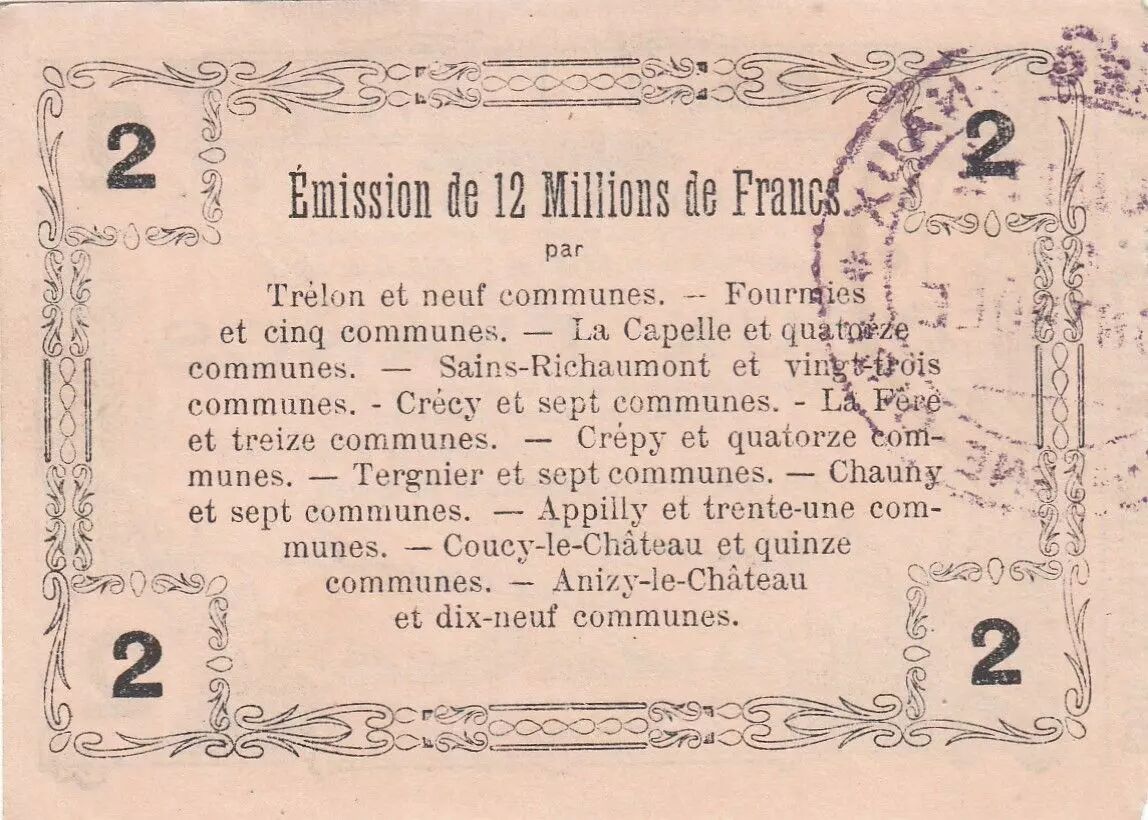 2
2
Émission de 12 Millions de Francs
par
Trélon et neuf communes. — Fourmies
et cinq communes. — La Capelle et quatorze
communes. — Sains-Richaumont et vingt-trois
communes. - Crécy et sept communes. - La Fère
et treize communes. — Crépy et quatorze com-
munes. — Tergnier et sept communes. — Chauny
et sept communes. — Appilly et trente-une com-
munes. — Coucy-le-Château et quinze
communes. — Anizy-le-Château
et dix-neuf communes.
2
2